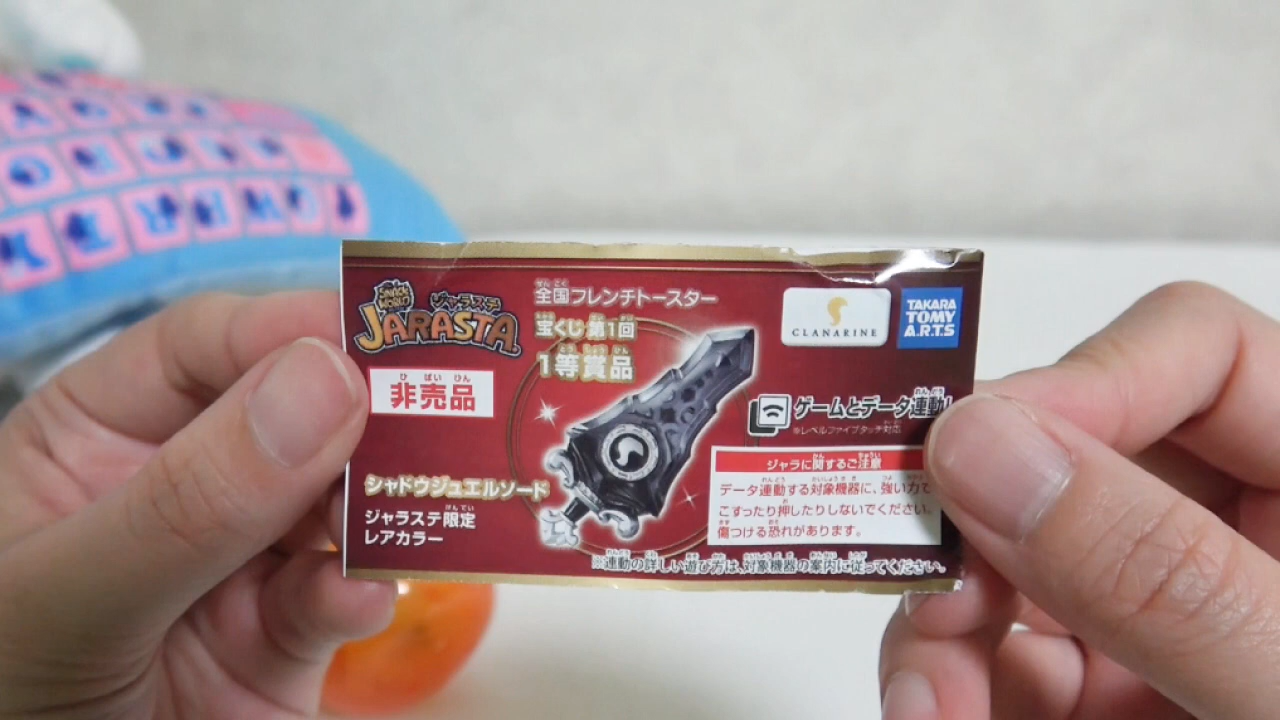 SNACK WORLD
ジャラステ
JARASTA
非売品
全国フレンチトースター
宝くじ 第1回
1等賞品
シャドウジュエルソード
ジャラステ限定
レアカラー
CLANARINE
TAKARA
TOMY
A.R.T.S
ゲームとデータ連動!
※レベルファイブタッチ対応
ジャラに関するご注意
データ連動する対象機器に、強い力で
こすったり押したりしないでください。
傷つける恐れがあります。
※連動の詳しい遊び方は、対象機器の案内に従ってください。